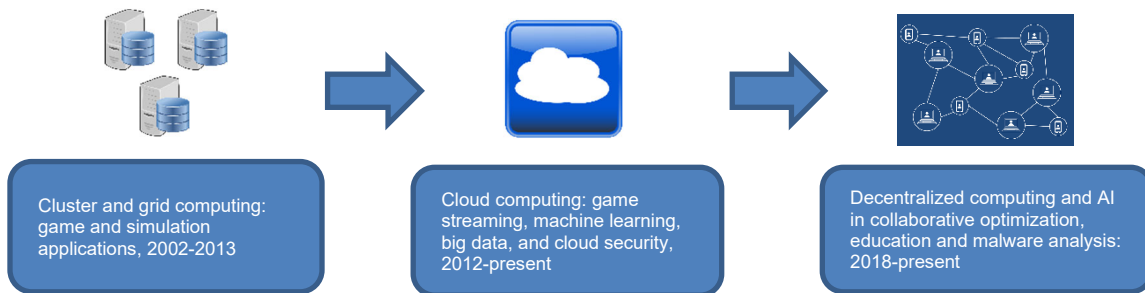 Cluster and grid computing:
game and simulation
applications, 2002-2013
Cloud computing: game
streaming, machine learning,
big data, and cloud security,
2012-present
Decentralized computing and AI
in collaborative optimization,
education and malware analysis:
2018-present